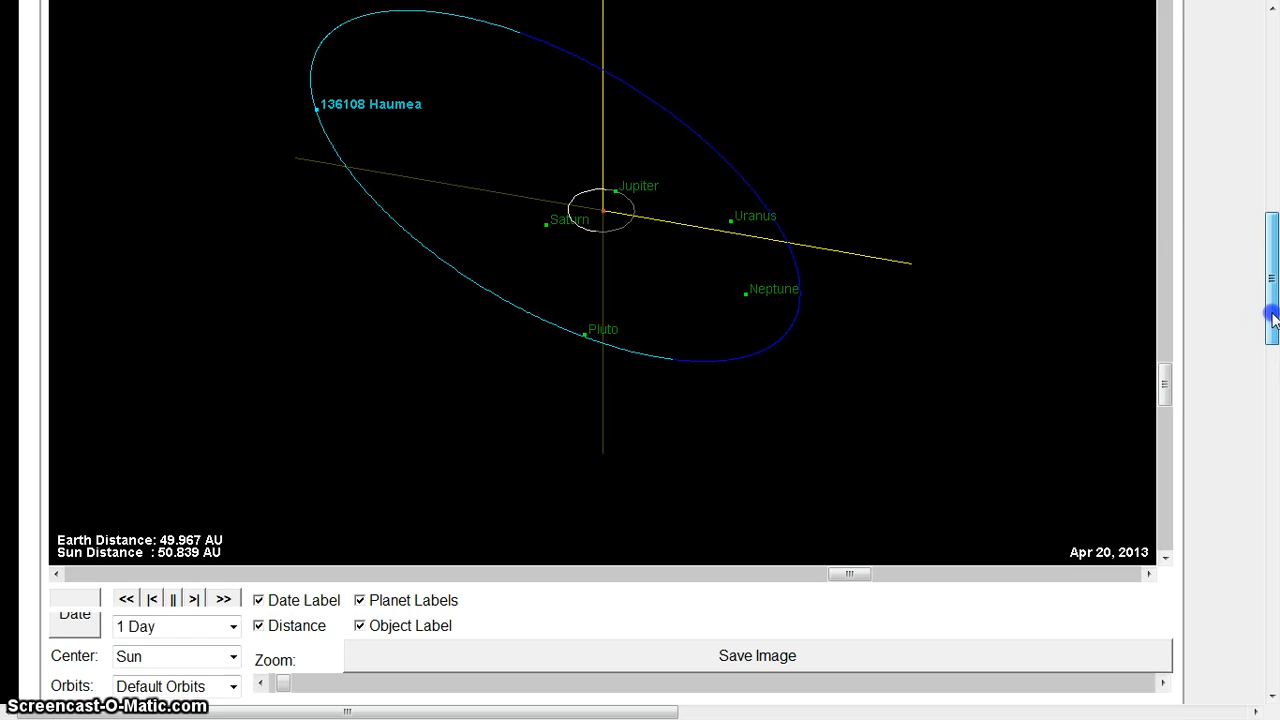 136108 Haumea
Jupiter
Saturn
Uranus
Neptune
Pluto
Earth Distance: 49.967 AU
Sun Distance : 50.839 AU
Apr 20, 2013
<< |< || >| >>
Date Label
Planet Labels
Date
1 Day
Distance
Object Label
Center:
Sun
Zoom:
Save Image
Orbits:
Default Orbits
Screencast-O-Matic.com